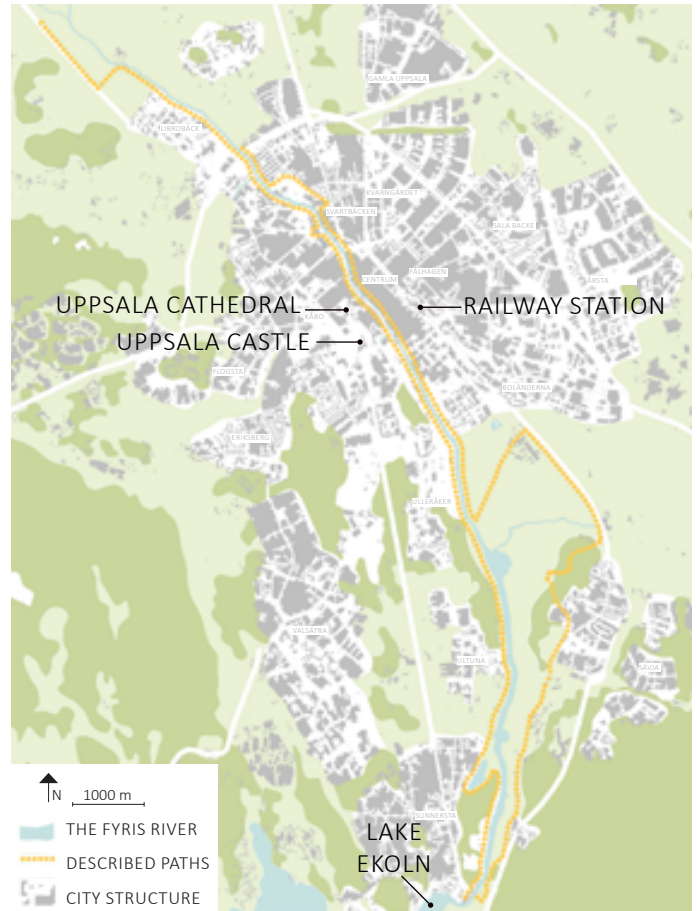 GAMLA UPPSALA
LIBROBÄCK
KVARNGÄRDET
SVARTBÄCKEN
SALA BACKE
FÅLHAGEN
CENTRUM
ÅRSTA
UPPSALA CATHEDRAL
RAILWAY STATION
KÅBO
UPPSALA CASTLE
FLOGSTA
BOLÄNDERNA
ERIKSBERG
ULLERÅKER
VALSÄTRA
ULTUNA
SÄVJA
SUNNERSTA
LAKE
EKOLN
N
1000 m
THE FYRIS RIVER
DESCRIBED PATHS
CITY STRUCTURE